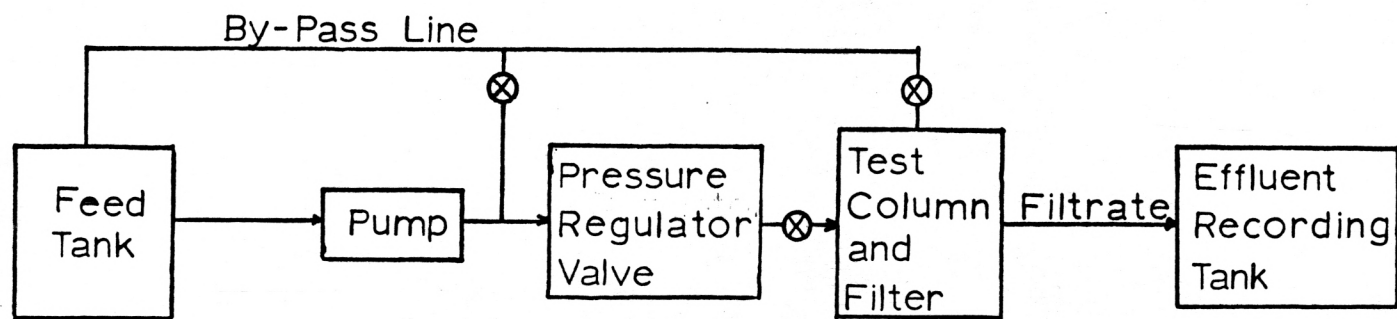 By-Pass Line
Feed
Tank
Pump
Pressure
Regulator
Valve
Test
Column
and
Filter
Filtrate
Effluent
Recording
Tank